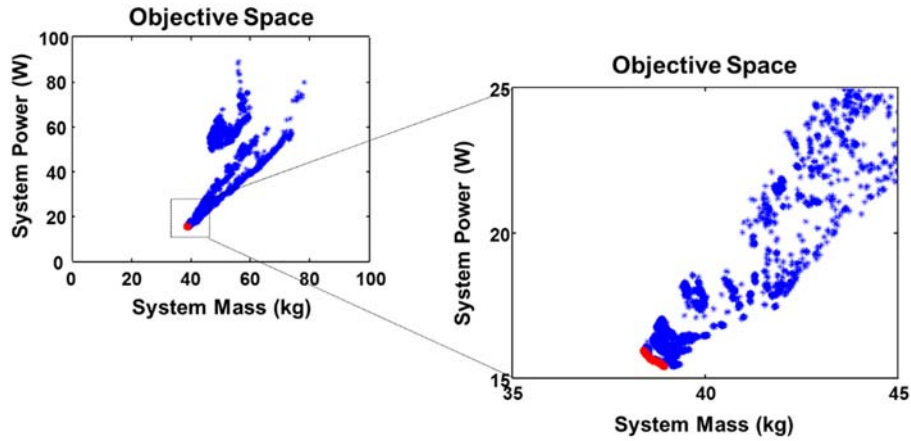 Objective Space
System Power (W)
100
80
60
40
20
0
0 20 40 60 80 100
System Mass (kg)
Objective Space
System Power (W)
25
20
15
35 40 45
System Mass (kg)